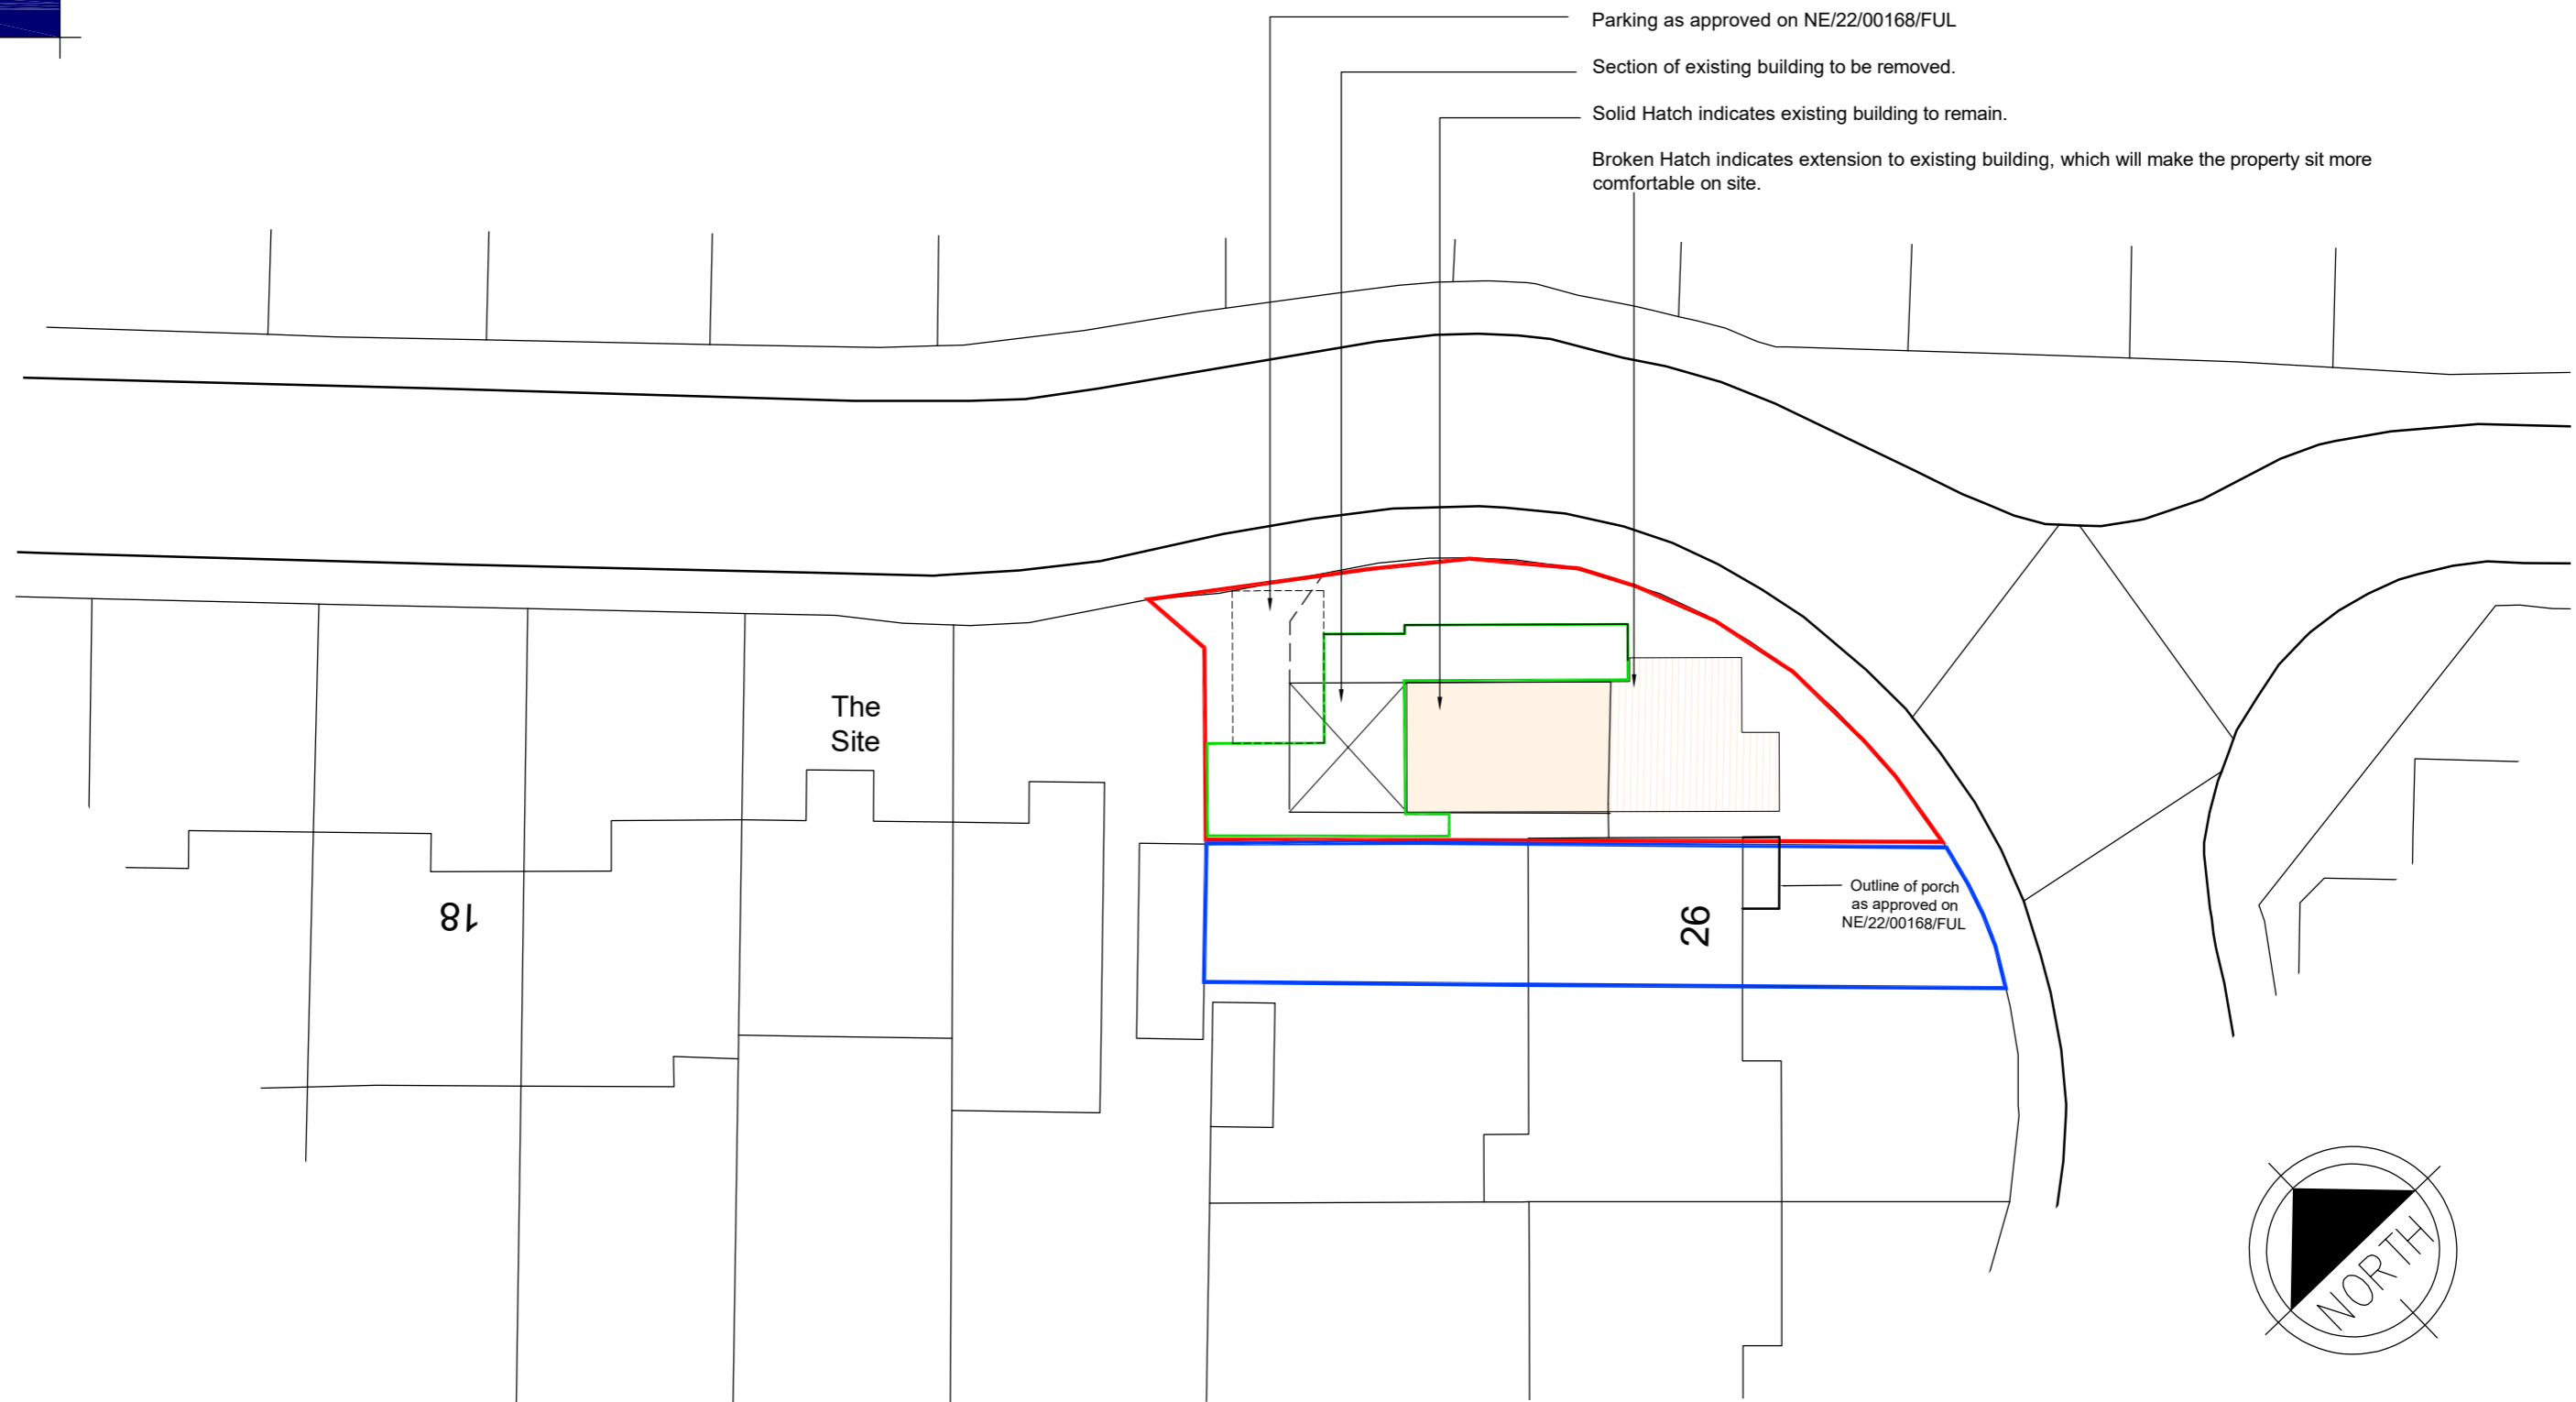 Parking as approved on NE/22/00168/FUL
Section of existing building to be removed.
Solid Hatch indicates existing building to remain.
Broken Hatch indicates extension to existing building, which will make the property sit more
comfortable on site.
The
Site
18
26
Outline of porch
as approved on
NE/22/00168/FUL
NORTH